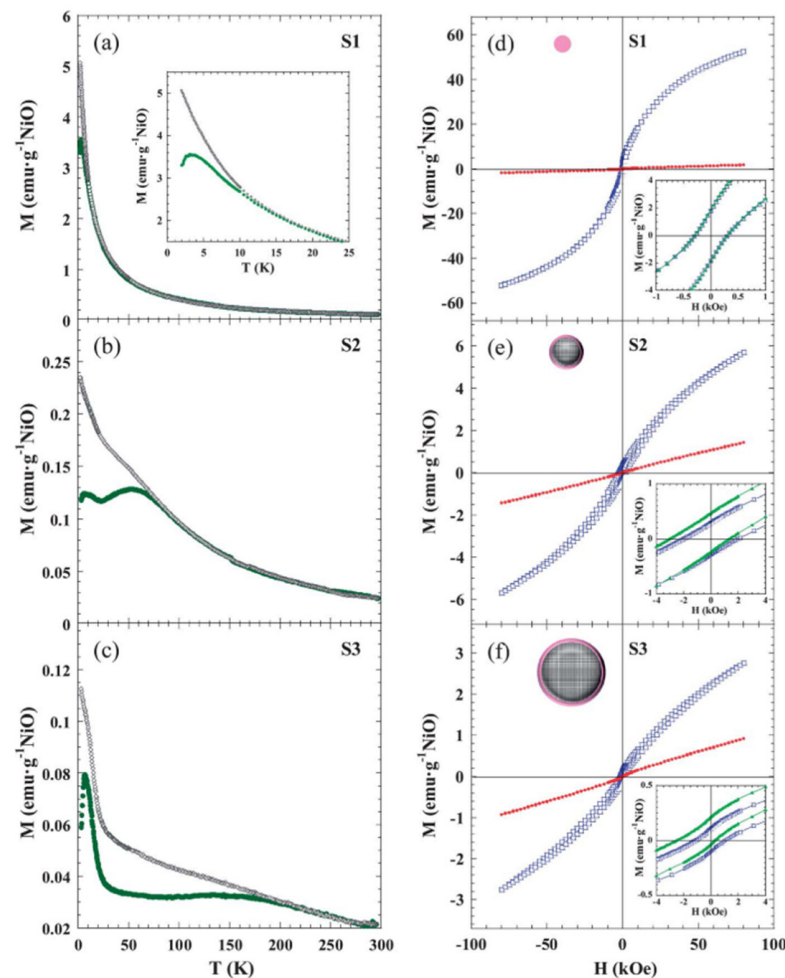 (a) S1
M (emu·g⁻¹NiO)
6
5
4
3
2
1
0
M (emu·g⁻¹NiO)
5
4
3
2
0 5 10 15 20 25
T (K)
(b) S2
M (emu·g⁻¹NiO)
0.25
0.20
0.15
0.10
0.05
0
(c) S3
M (emu·g⁻¹NiO)
0.12
0.10
0.08
0.06
0.04
0.02
0 50 100 150 200 250 300
T (K)
(d) S1
M (emu·g⁻¹NiO)
60
40
20
0
-20
-40
-60
M (emu·g⁻¹NiO)
4
2
0
-2
-4
-1 -0.5 0 0.5 1
H (kOe)
(e) S2
M (emu·g⁻¹NiO)
6
4
2
0
-2
-4
-6
M (emu·g⁻¹NiO)
1
0
-1
-4 -2 0 2 4
H (kOe)
(f) S3
M (emu·g⁻¹NiO)
3
2
1
0
-1
-2
-3
M (emu·g⁻¹NiO)
0.5
0
-0.5
-4 -2 0 2 4
H (kOe)
-100 -50 0 50 100
H (kOe)